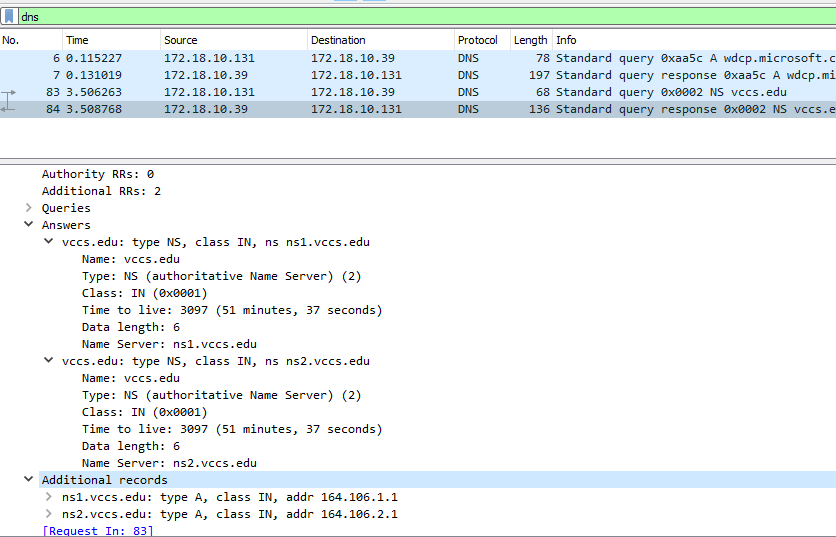 dns
No. Time Source Destination Protocol Length Info
6 0.115227 172.18.10.131 172.18.10.39 DNS 78 Standard query 0xaa5c A wdcp.microsoft.c
7 0.131019 172.18.10.39 172.18.10.131 DNS 197 Standard query response 0xaa5c A wdcp.mi
83 3.506263 172.18.10.131 172.18.10.39 DNS 68 Standard query 0x0002 NS vccs.edu
84 3.508768 172.18.10.39 172.18.10.131 DNS 136 Standard query response 0x0002 NS vccs.e
Authority RRs: 0
Additional RRs: 2
Queries
Answers
vccs.edu: type NS, class IN, ns ns1.vccs.edu
Name: vccs.edu
Type: NS (authoritative Name Server) (2)
Class: IN (0x0001)
Time to live: 3097 (51 minutes, 37 seconds)
Data length: 6
Name Server: ns1.vccs.edu
vccs.edu: type NS, class IN, ns ns2.vccs.edu
Name: vccs.edu
Type: NS (authoritative Name Server) (2)
Class: IN (0x0001)
Time to live: 3097 (51 minutes, 37 seconds)
Data length: 6
Name Server: ns2.vccs.edu
Additional records
ns1.vccs.edu: type A, class IN, addr 164.106.1.1
ns2.vccs.edu: type A, class IN, addr 164.106.2.1
[Request In: 83]